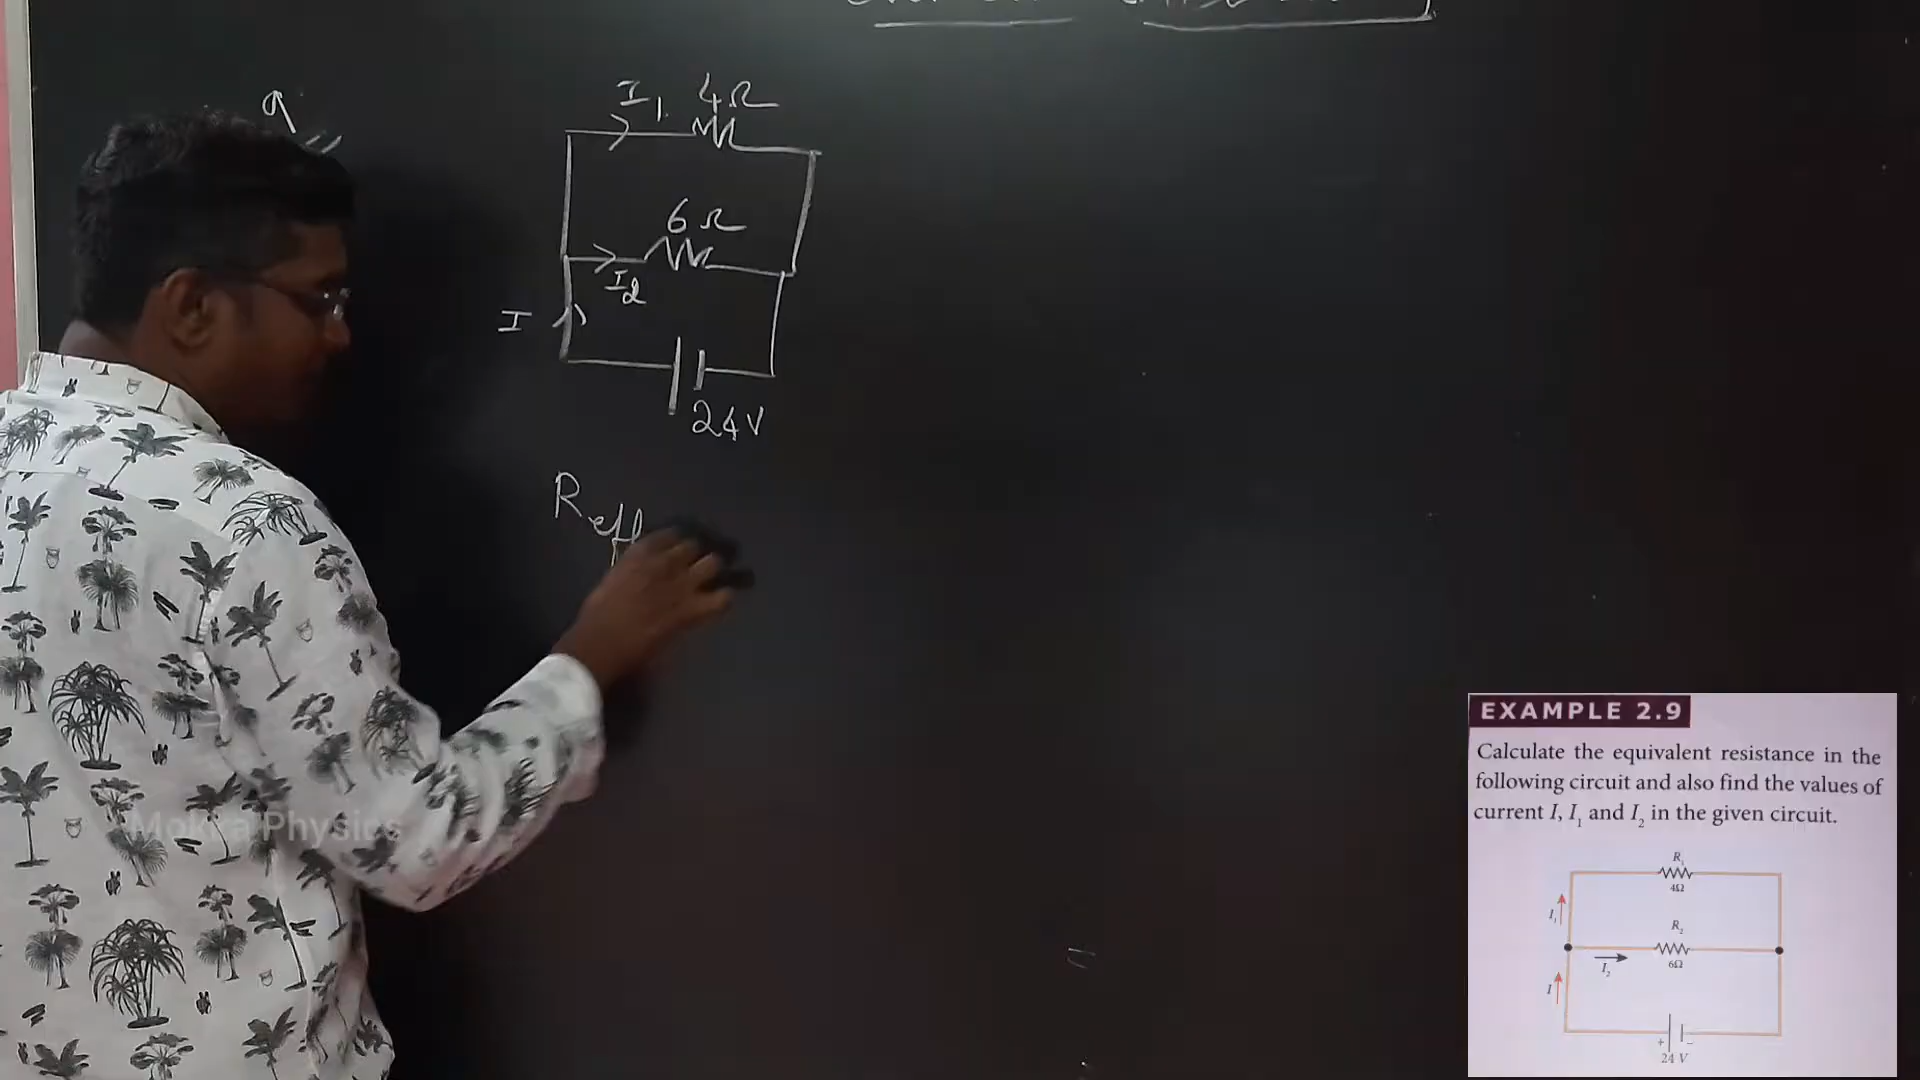 I₁ 4Ω
6Ω
I₂
I
24V
Reff
Mokka Physics
EXAMPLE 2.9
Calculate the equivalent resistance in the
following circuit and also find the values of
current I, I₁ and I₂ in the given circuit.
R₁
4Ω
I₁
R₂
6Ω
I₂
I
+ −
24 V